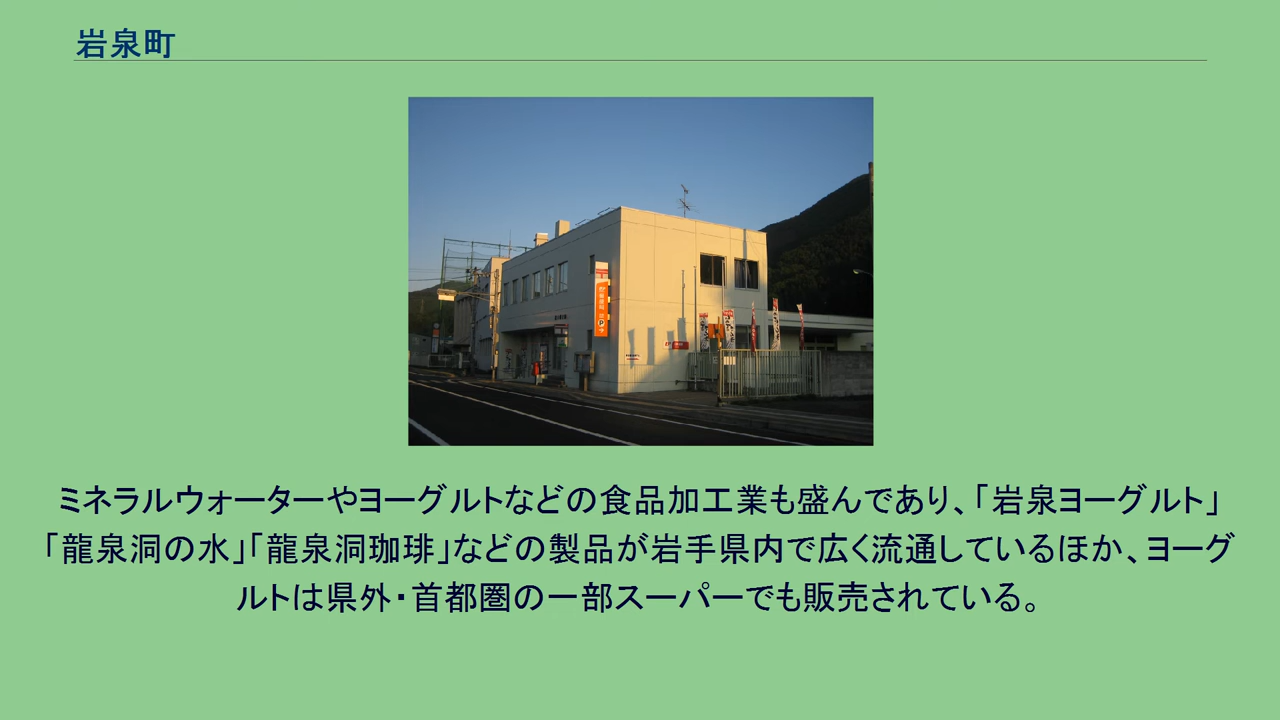 岩泉町
ミネラルウォーターやヨーグルトなどの食品加工業も盛んであり、「岩泉ヨーグルト」
「龍泉洞の水」「龍泉洞珈琲」などの製品が岩手県内で広く流通しているほか、ヨーグ
ルトは県外・首都圏の一部スーパーでも販売されている。